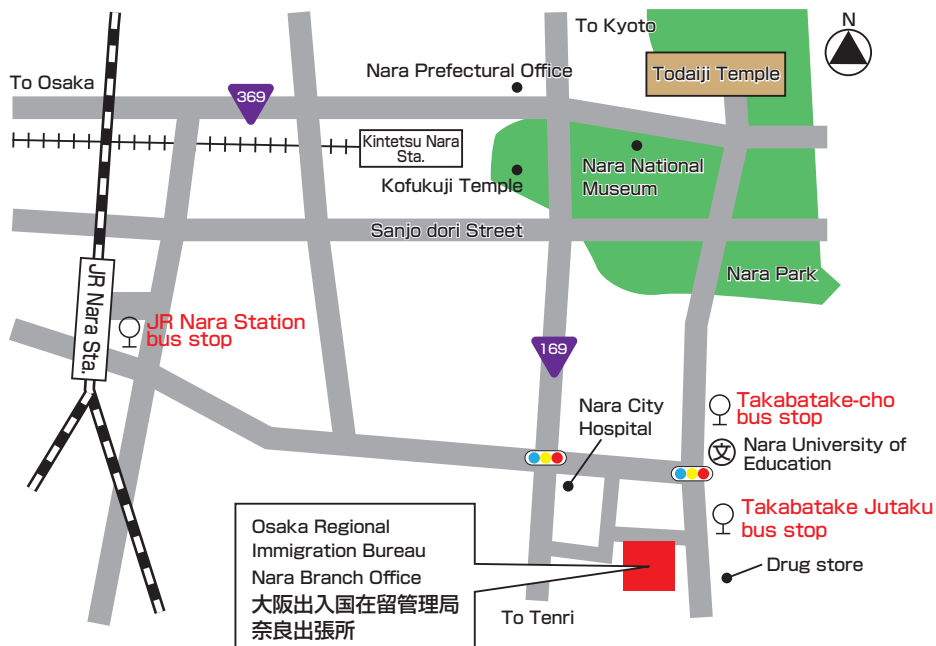 To Kyoto
N
Nara Prefectural Office
To Osaka
Todaiji Temple
369
Kintetsu Nara
Sta.
Nara National
Museum
Kofukuji Temple
Sanjo dori Street
Nara Park
JR Nara Sta.
JR Nara Station
bus stop
169
Takabatake-cho
bus stop
Nara City
Hospital
文
Nara University of
Education
Takabatake Jutaku
bus stop
Osaka Regional
Immigration Bureau
Nara Branch Office
大阪出入国在留管理局
奈良出張所
Drug store
To Tenri